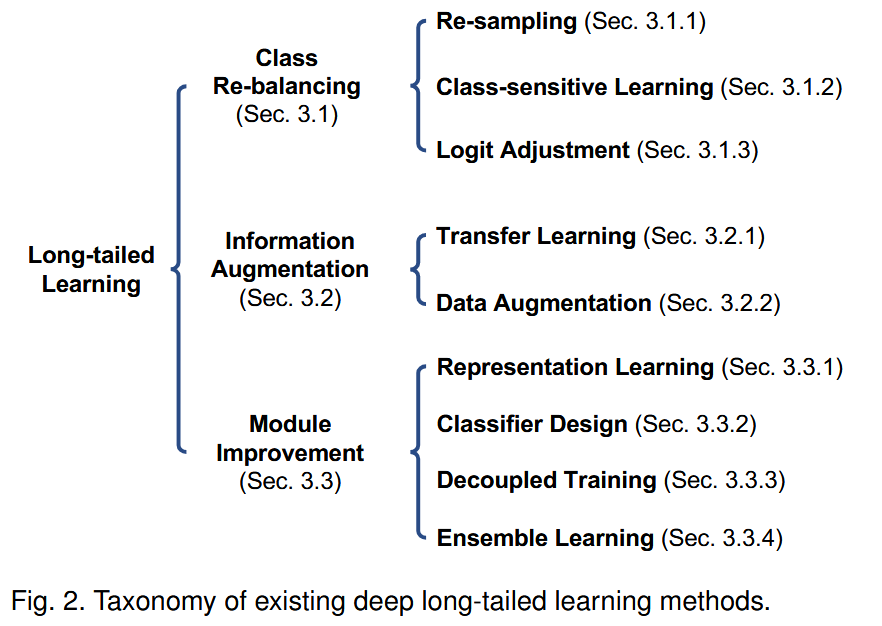 Long-tailed
Learning
Class
Re-balancing
(Sec. 3.1)
Re-sampling (Sec. 3.1.1)
Class-sensitive Learning (Sec. 3.1.2)
Logit Adjustment (Sec. 3.1.3)
Information
Augmentation
(Sec. 3.2)
Transfer Learning (Sec. 3.2.1)
Data Augmentation (Sec. 3.2.2)
Module
Improvement
(Sec. 3.3)
Representation Learning (Sec. 3.3.1)
Classifier Design (Sec. 3.3.2)
Decoupled Training (Sec. 3.3.3)
Ensemble Learning (Sec. 3.3.4)
Fig. 2. Taxonomy of existing deep long-tailed learning methods.